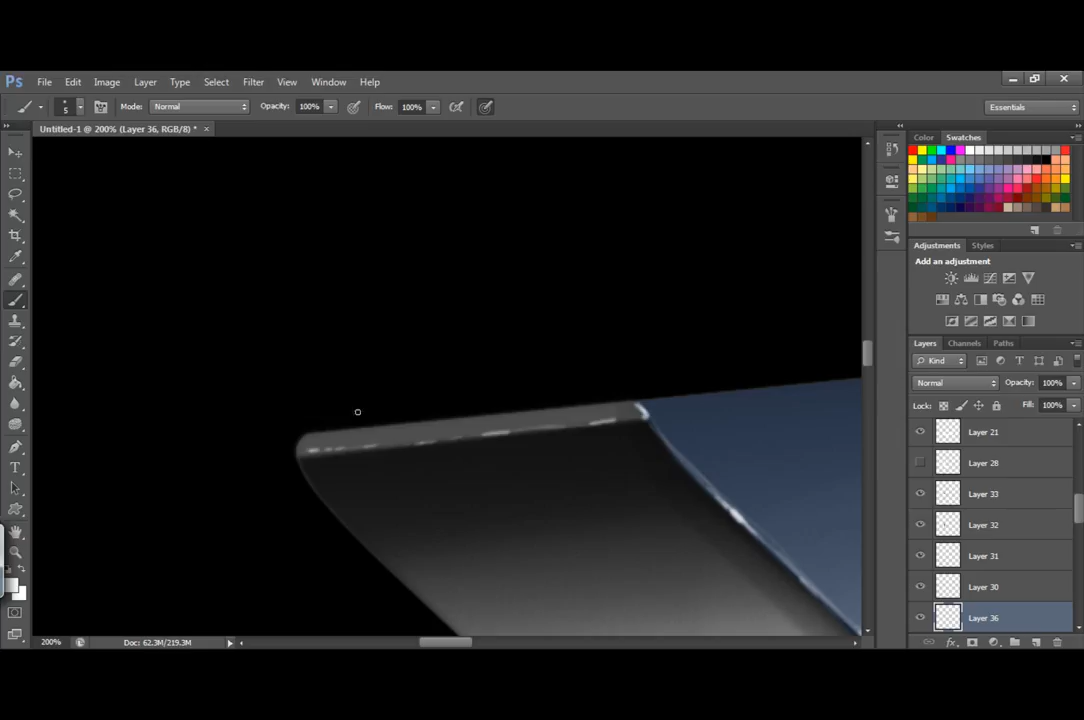 Ps File Edit Image Layer Type Select Filter View Window Help
5 Mode: Normal Opacity: 100% Flow: 100% Essentials
Untitled-1 @ 200% (Layer 36, RGB/8) * ×
Color Swatches
Adjustments Styles
Add an adjustment
Layers Channels Paths
Kind
Normal Opacity: 100%
Lock: Fill: 100%
Layer 21
Layer 28
Layer 33
Layer 32
Layer 31
Layer 30
Layer 36
200% Doc: 62.3M/219.3M